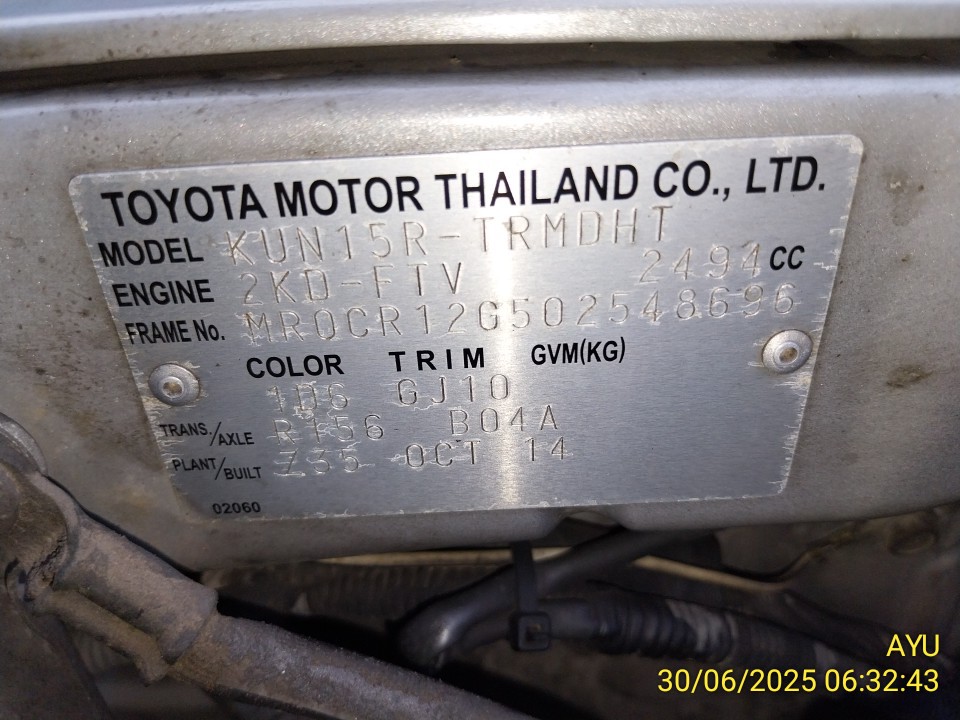 TOYOTA MOTOR THAILAND CO., LTD.
MODEL KUN15R-TRMDHT
ENGINE 2KD-FTV 2494 CC
FRAME No. MR0CR12G502548696
COLOR TRIM GVM(KG)
1D6 GJ10
TRANS./AXLE R156 B04A
PLANT/BUILT Z35 OCT 14
02060
AYU
30/06/2025 06:32:43